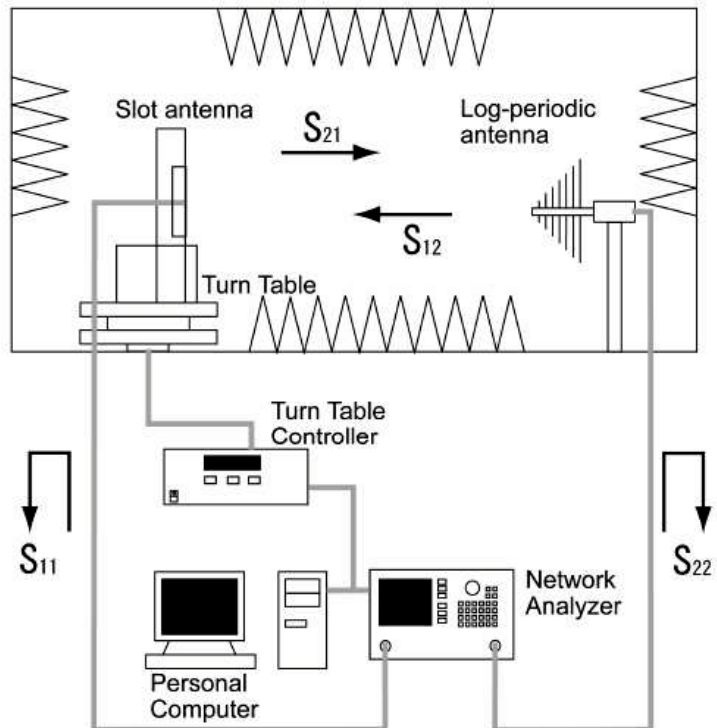 Slot antenna
S21
Log-periodic
antenna
S12
Turn Table
Turn Table
Controller
S11
S22
Network
Analyzer
Personal
Computer